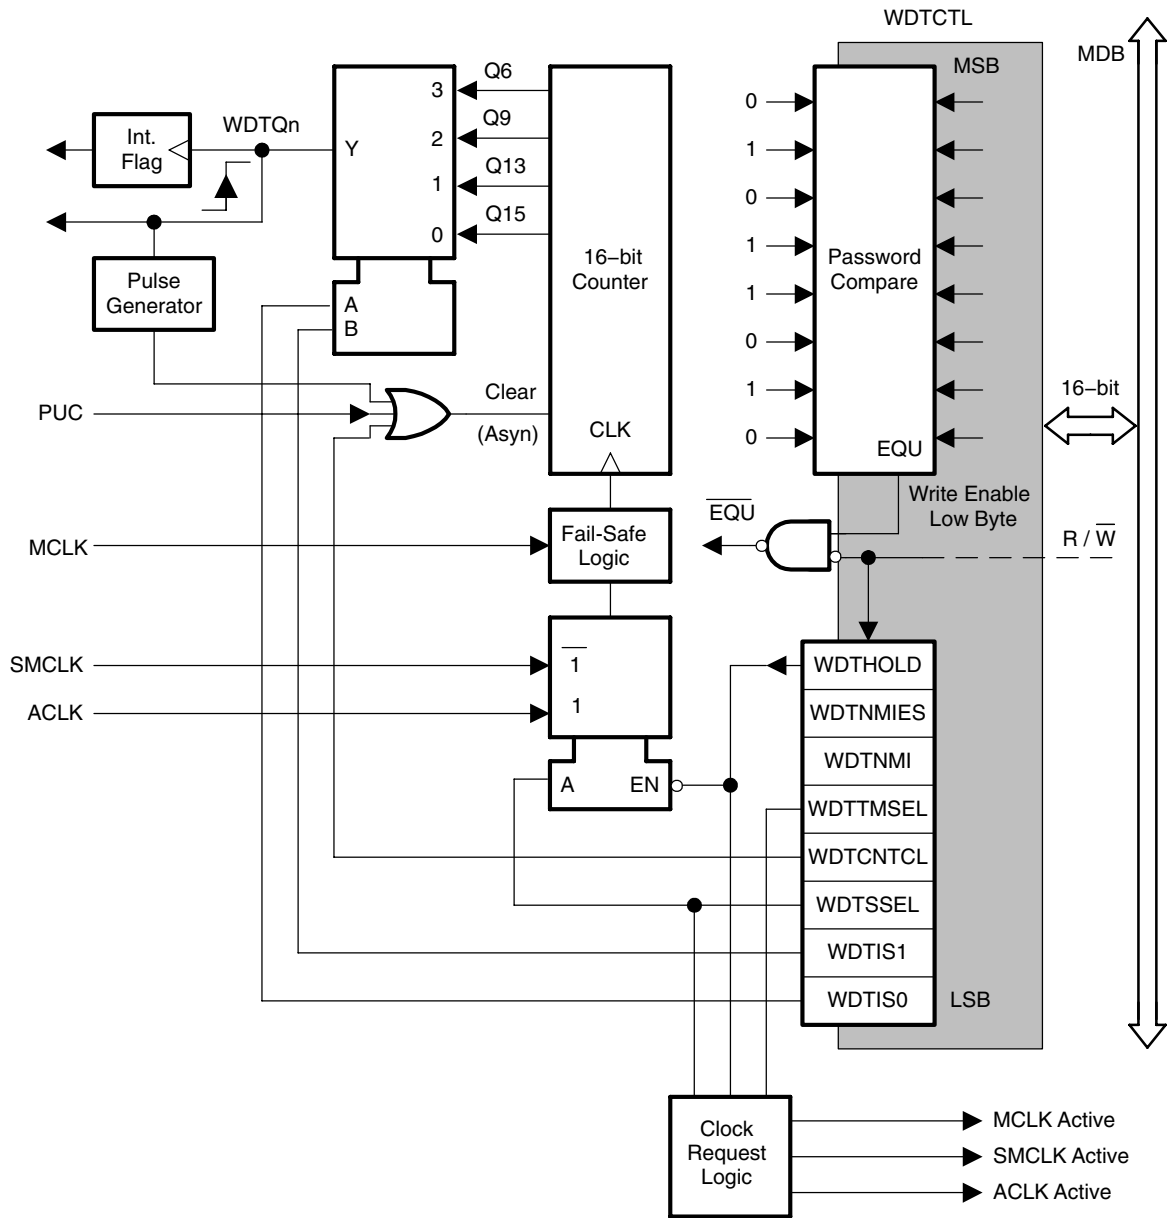 WDTCTL
MDB
MSB
Int.
Flag
WDTQn
Y
3
2
1
0
Q6
Q9
Q13
Q15
16−bit
Counter
0
1
0
1
1
0
1
0
Password
Compare
EQU
Pulse
Generator
A
B
PUC
Clear
(Asyn)
CLK
16−bit
Write Enable
Low Byte
E̅Q̅U̅
R / W̅
MCLK
Fail-Safe
Logic
SMCLK
1̅
ACLK
1
A
EN
WDTHOLD
WDTNMIES
WDTNMI
WDTTMSEL
WDTCNTCL
WDTSSEL
WDTIS1
WDTIS0
LSB
Clock
Request
Logic
MCLK Active
SMCLK Active
ACLK Active